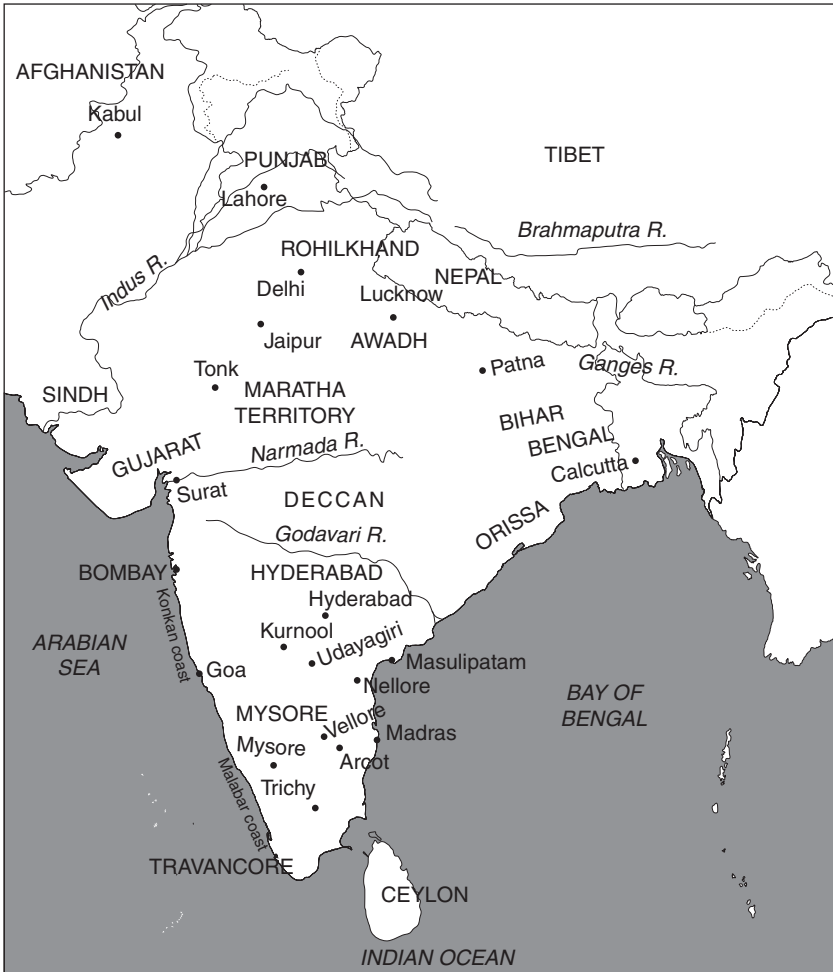 AFGHANISTAN
Kabul
TIBET
PUNJAB
Lahore
Brahmaputra R.
ROHILKHAND
Indus R.
NEPAL
Delhi
Lucknow
Jaipur
AWADH
Tonk
Patna
Ganges R.
SINDH
MARATHA
TERRITORY
BIHAR
GUJARAT
Narmada R.
BENGAL
Calcutta
Surat
DECCAN
ORISSA
Godavari R.
BOMBAY
HYDERABAD
Hyderabad
Konkan coast
Kurnool
Udayagiri
ARABIAN
SEA
Goa
Masulipatam
Nellore
BAY OF
BENGAL
MYSORE
Vellore
Madras
Mysore
Arcot
Malabar coast
Trichy
TRAVANCORE
CEYLON
INDIAN OCEAN